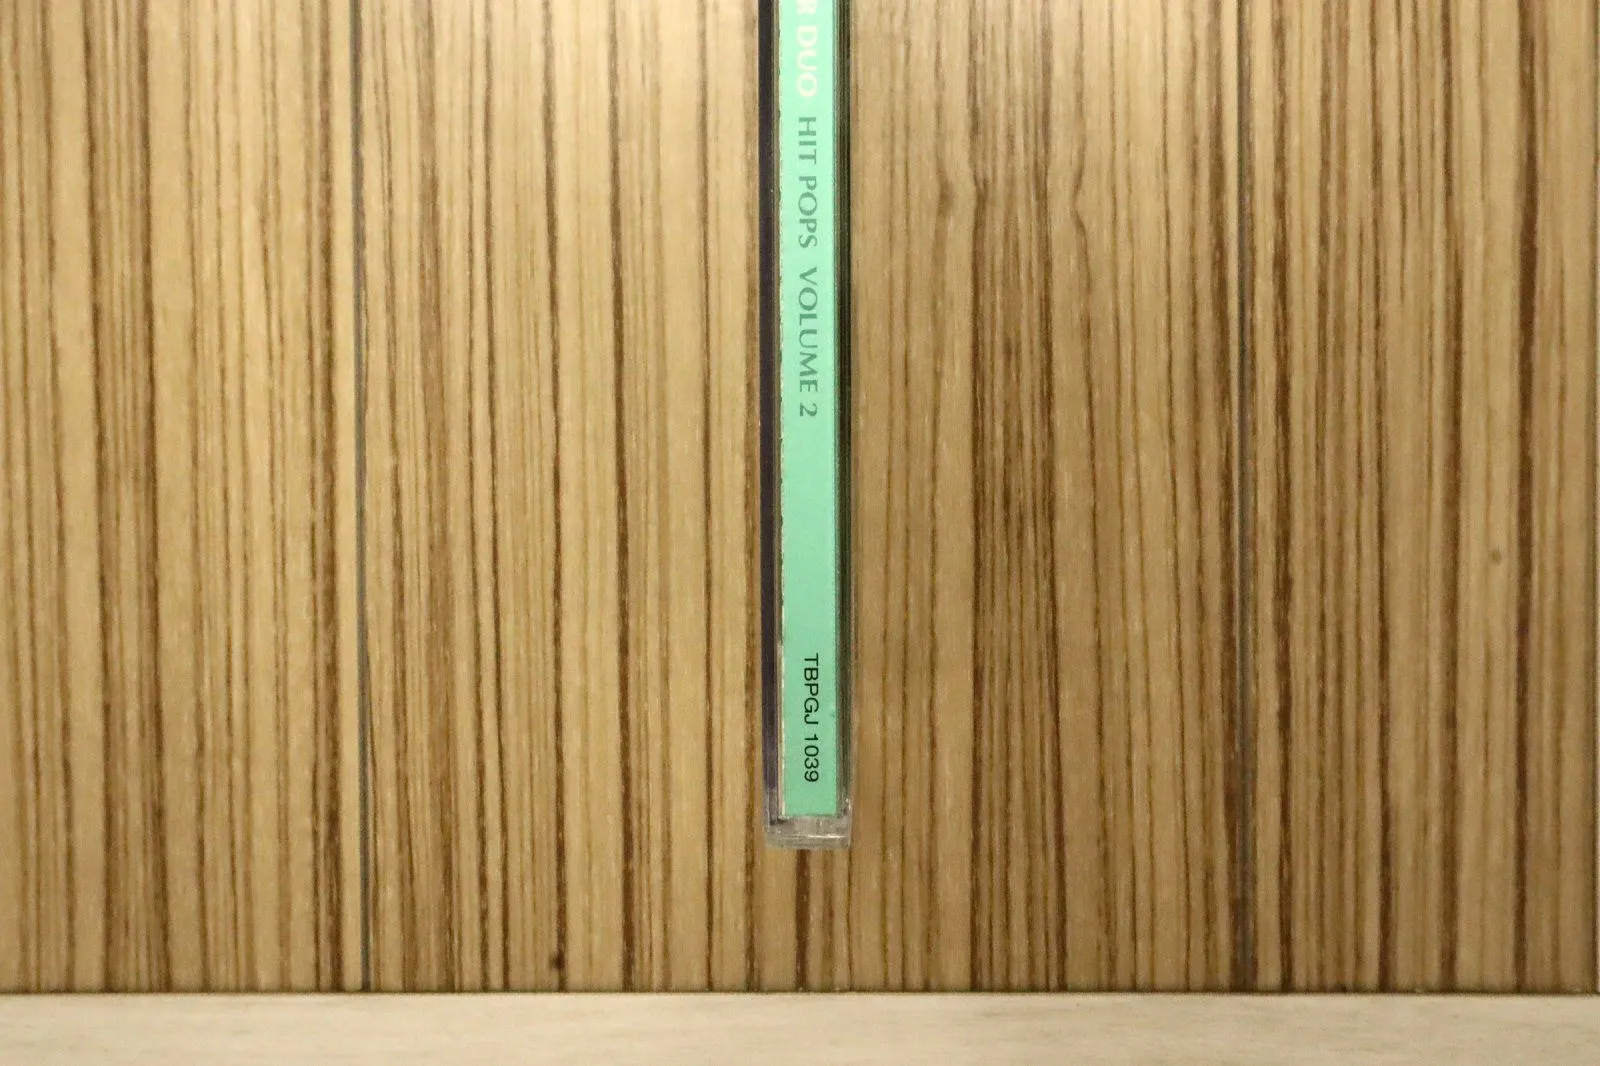 R DUO HIT POPS VOLUME 2
TBPGJ 1039